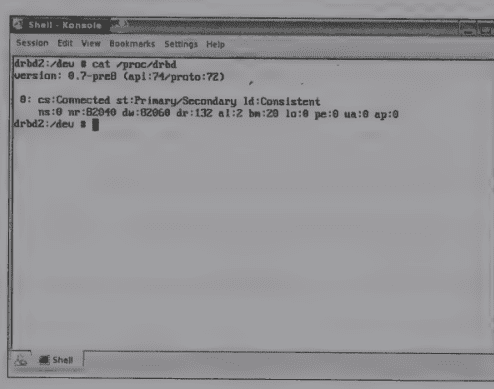 Shell - Konsole
Session Edit View Bookmarks Settings Help
drbd2:/dev # cat /proc/drbd
version: 0.7-pre8 (api:74/proto:72)
0: cs:Connected st:Primary/Secondary ld:Consistent
ns:0 nr:82040 dw:82060 dr:132 al:2 bm:20 lo:0 pe:0 ua:0 ap:0
drbd2:/dev #
Shell